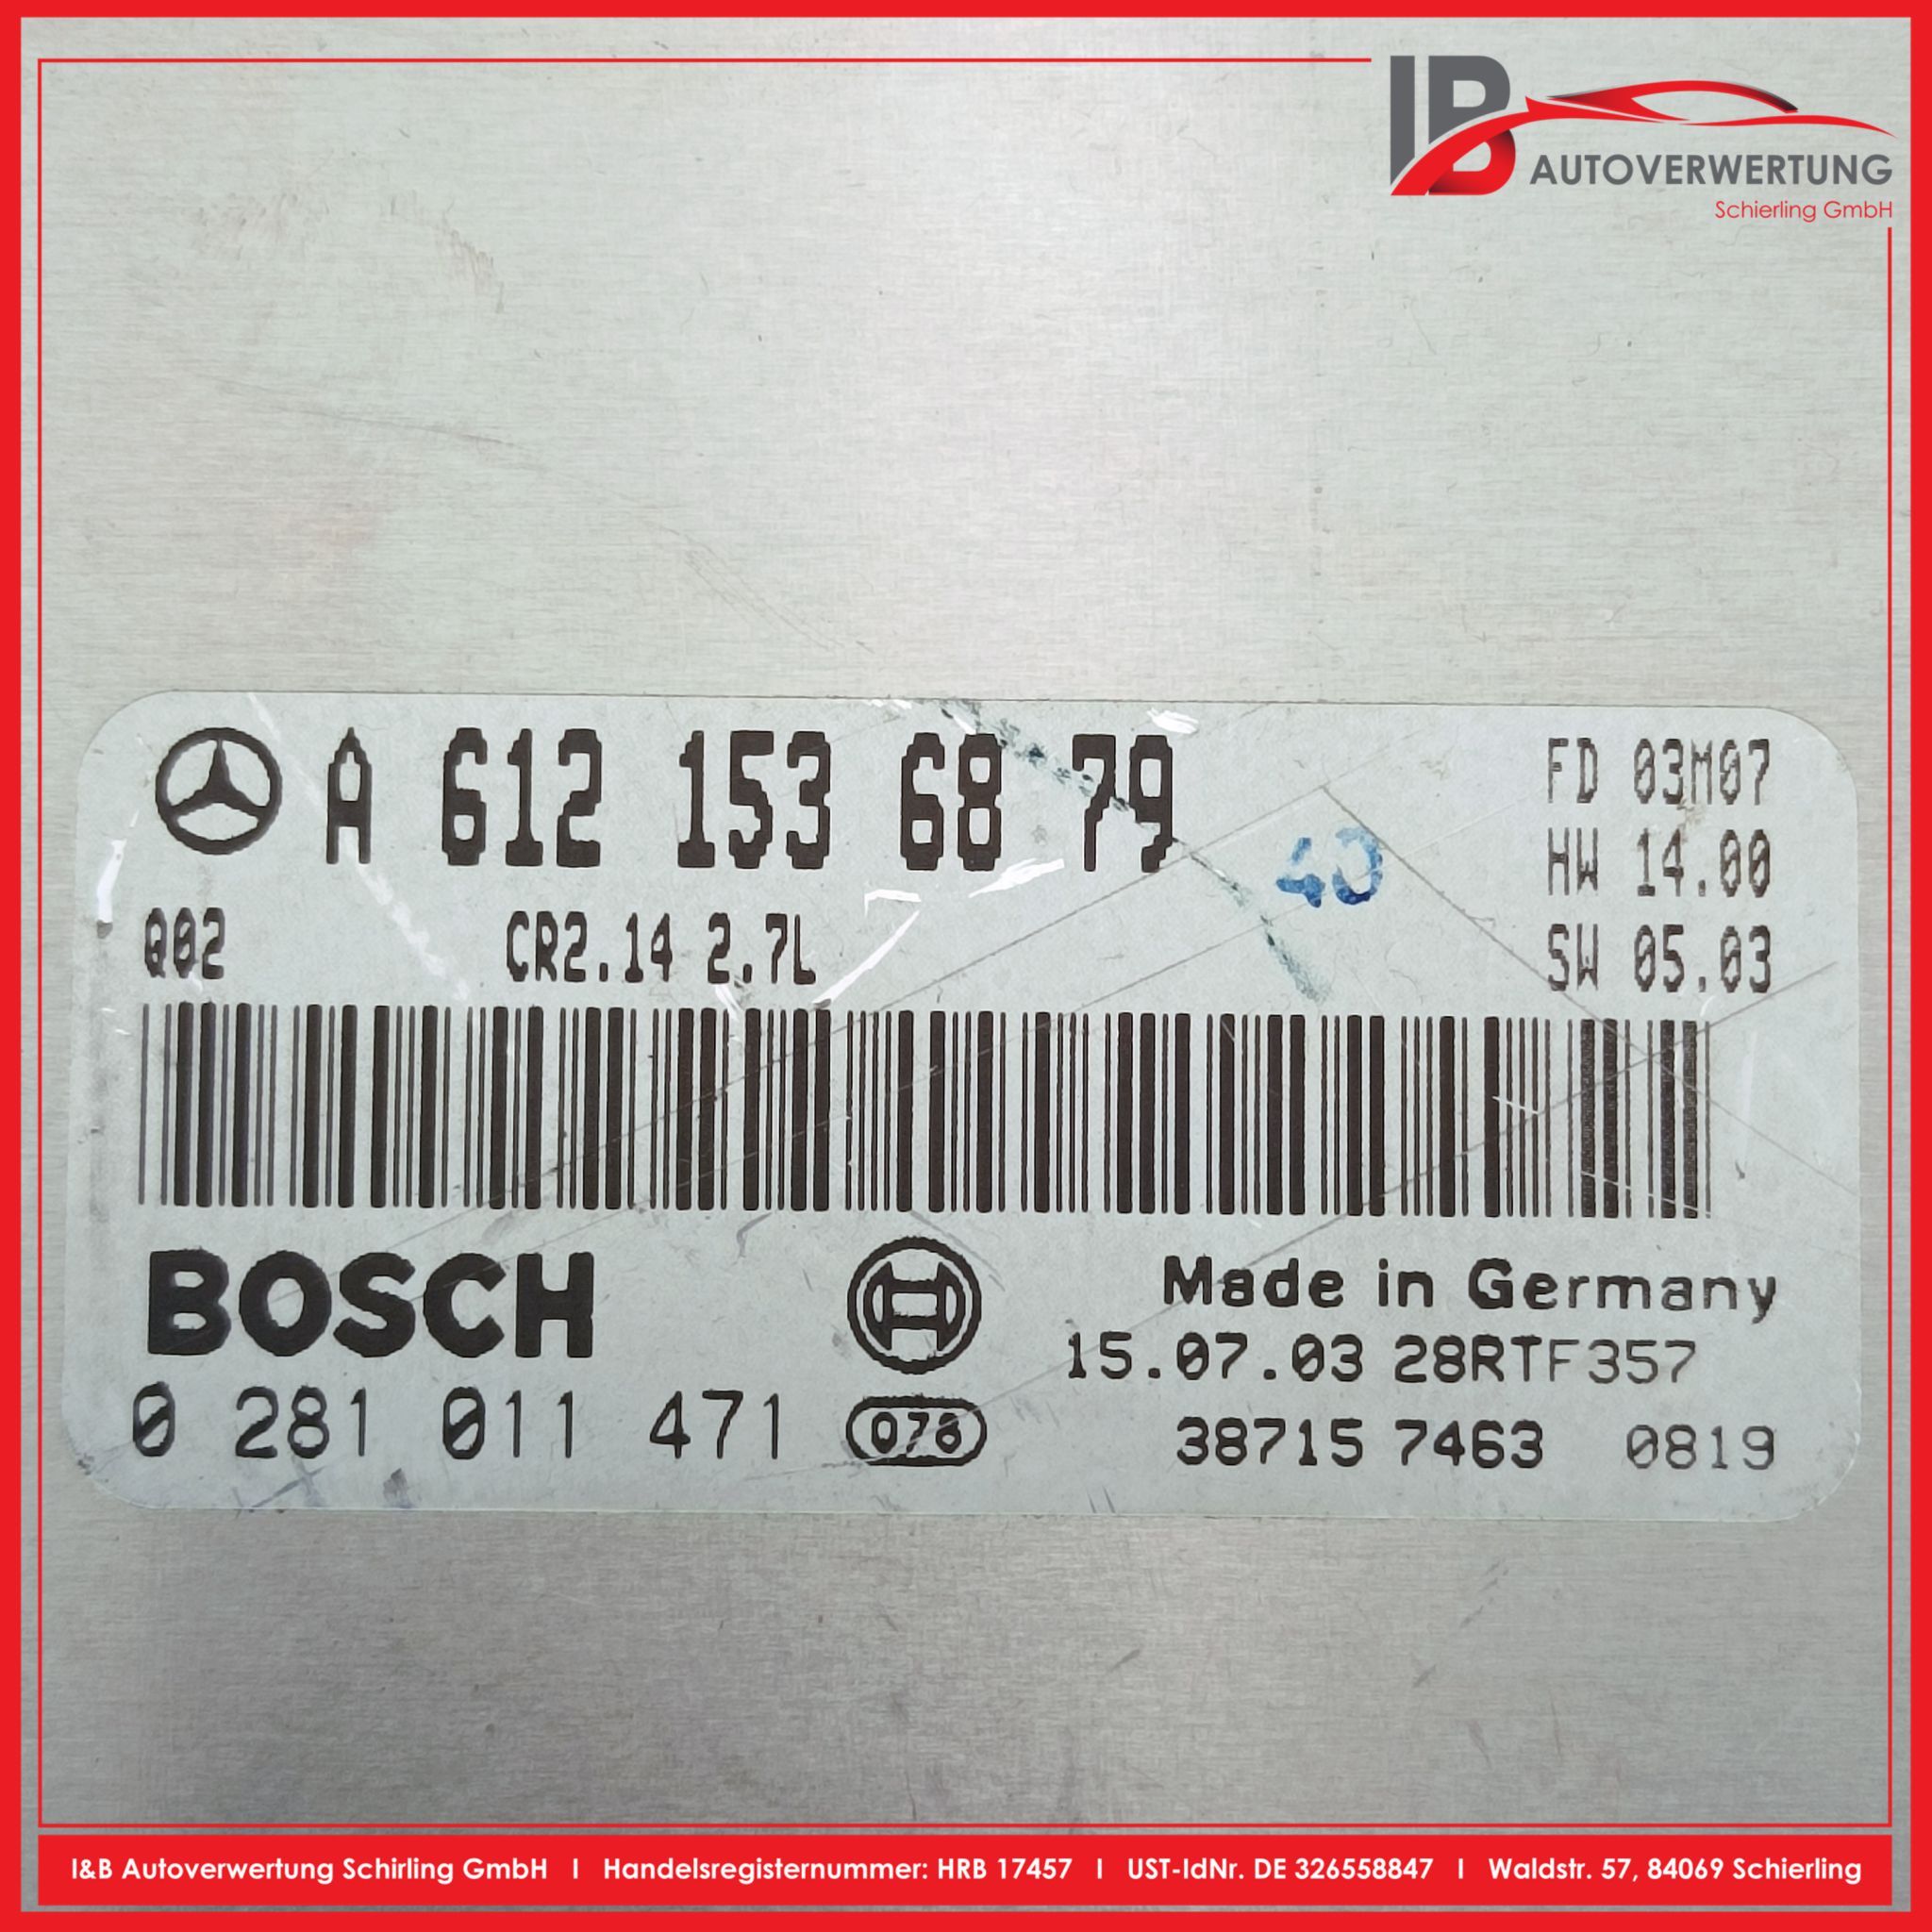 IB AUTOVERWERTUNG
Schierling GmbH
A 612 153 68 79
FD 03M07
40
HW 14.00
Q02 CR2.14 2.7L
SW 05.03
BOSCH
Made in Germany
15.07.03 28RTF357
0 281 011 471
078
38715 7463 0819
I&B Autoverwertung Schirling GmbH I Handelsregisternummer: HRB 17457 I UST-IdNr. DE 326558847 I Waldstr. 57, 84069 Schierling